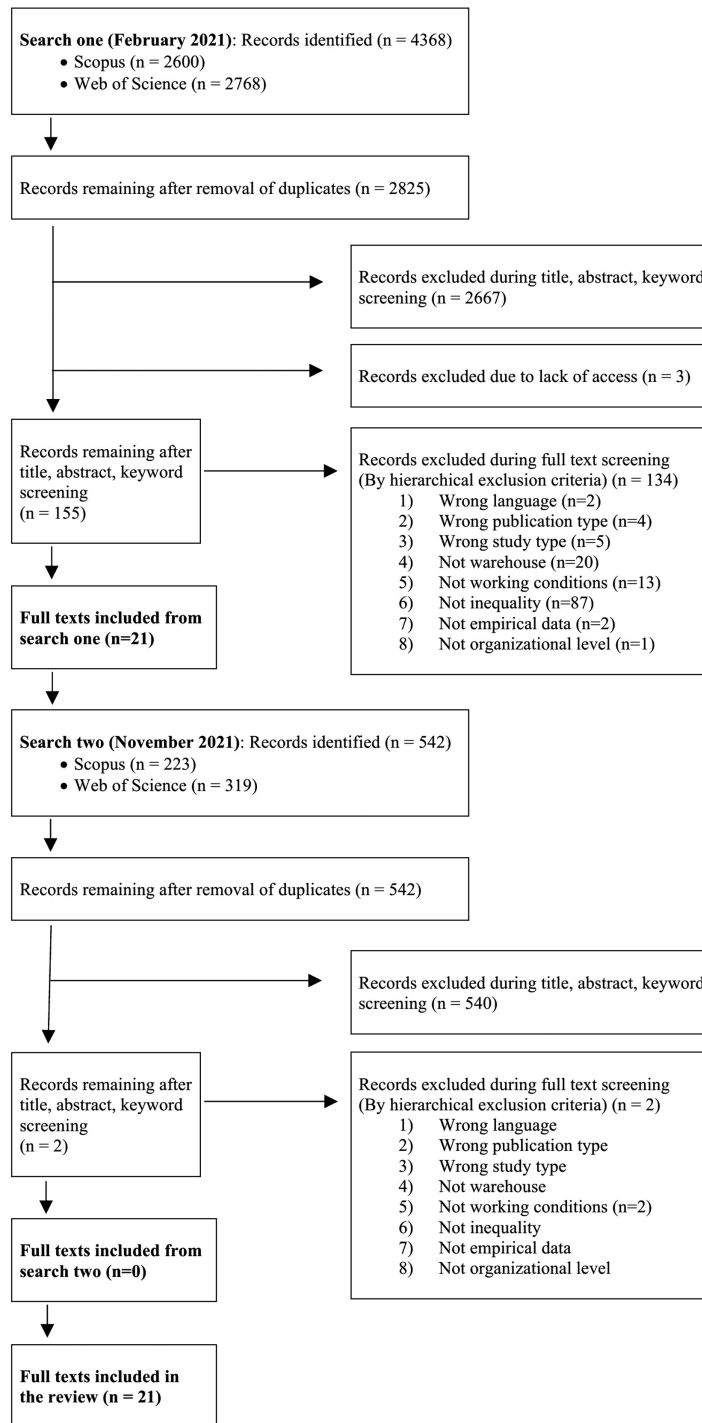 Search one (February 2021): Records identified (n = 4368)
• Scopus (n = 2600)
• Web of Science (n = 2768)
Records remaining after removal of duplicates (n = 2825)
Records excluded during title, abstract, keyword
screening (n = 2667)
Records excluded due to lack of access (n = 3)
Records remaining after
title, abstract, keyword
screening
(n = 155)
Records excluded during full text screening
(By hierarchical exclusion criteria) (n = 134)
1) Wrong language (n=2)
2) Wrong publication type (n=4)
3) Wrong study type (n=5)
4) Not warehouse (n=20)
5) Not working conditions (n=13)
6) Not inequality (n=87)
7) Not empirical data (n=2)
8) Not organizational level (n=1)
Full texts included from
search one (n=21)
Search two (November 2021): Records identified (n = 542)
• Scopus (n = 223)
• Web of Science (n = 319)
Records remaining after removal of duplicates (n = 542)
Records excluded during title, abstract, keyword
screening (n = 540)
Records remaining after
title, abstract, keyword
screening
(n = 2)
Records excluded during full text screening
(By hierarchical exclusion criteria) (n = 2)
1) Wrong language
2) Wrong publication type
3) Wrong study type
4) Not warehouse
5) Not working conditions (n=2)
6) Not inequality
7) Not empirical data
8) Not organizational level
Full texts included from
search two (n=0)
Full texts included in
the review (n = 21)